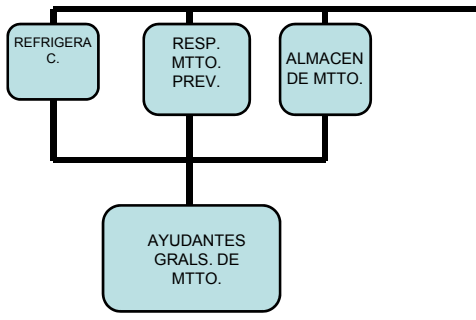 REFRIGERA
C.
RESP.
MTTO.
PREV.
ALMACEN
DE MTTO.
AYUDANTES
GRALS. DE
MTTO.